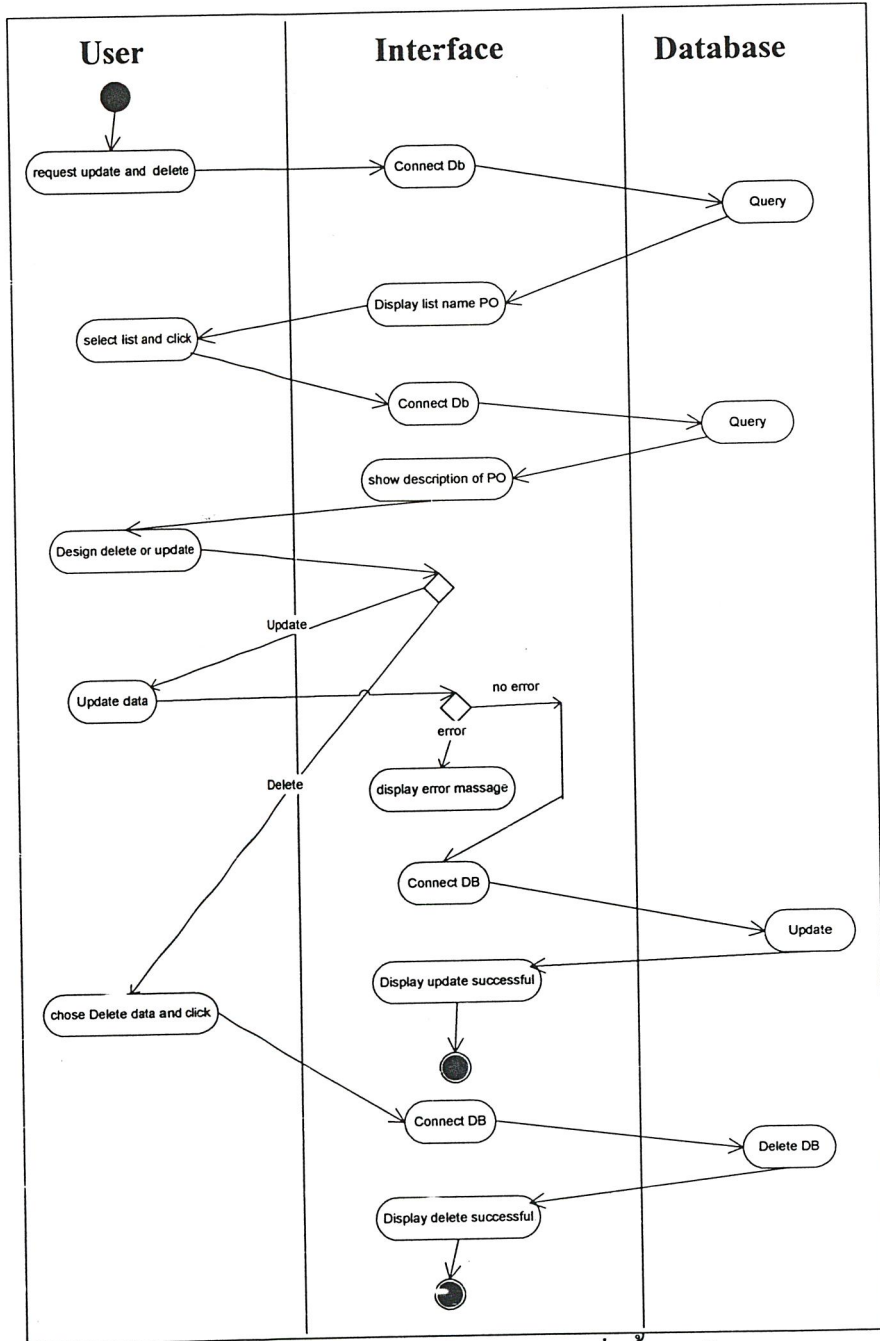 User
Interface
Database
request update and delete
Connect Db
Query
Display list name PO
select list and click
Connect Db
Query
show description of PO
Design delete or update
Update
Update data
no error
error
Delete
display error massage
Connect DB
Update
Display update successful
chose Delete data and click
Connect DB
Delete DB
Display delete successful